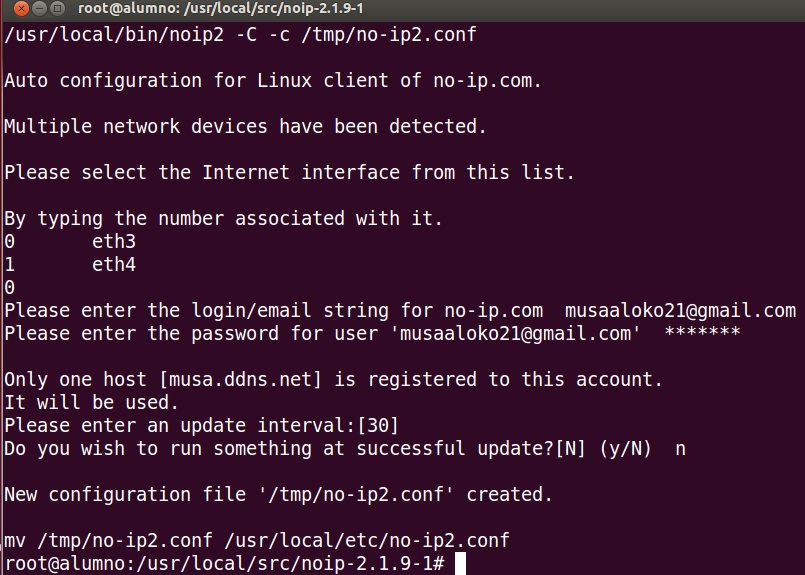 root@alumno: /usr/local/src/noip-2.1.9-1
/usr/local/bin/noip2 -C -c /tmp/no-ip2.conf
Auto configuration for Linux client of no-ip.com.
Multiple network devices have been detected.
Please select the Internet interface from this list.
By typing the number associated with it.
0       eth3
1       eth4
0
Please enter the login/email string for no-ip.com  musaaloko21@gmail.com
Please enter the password for user 'musaaloko21@gmail.com'  *******
Only one host [musa.ddns.net] is registered to this account.
It will be used.
Please enter an update interval:[30]
Do you wish to run something at successful update?[N] (y/N)  n
New configuration file '/tmp/no-ip2.conf' created.
mv /tmp/no-ip2.conf /usr/local/etc/no-ip2.conf
root@alumno:/usr/local/src/noip-2.1.9-1#